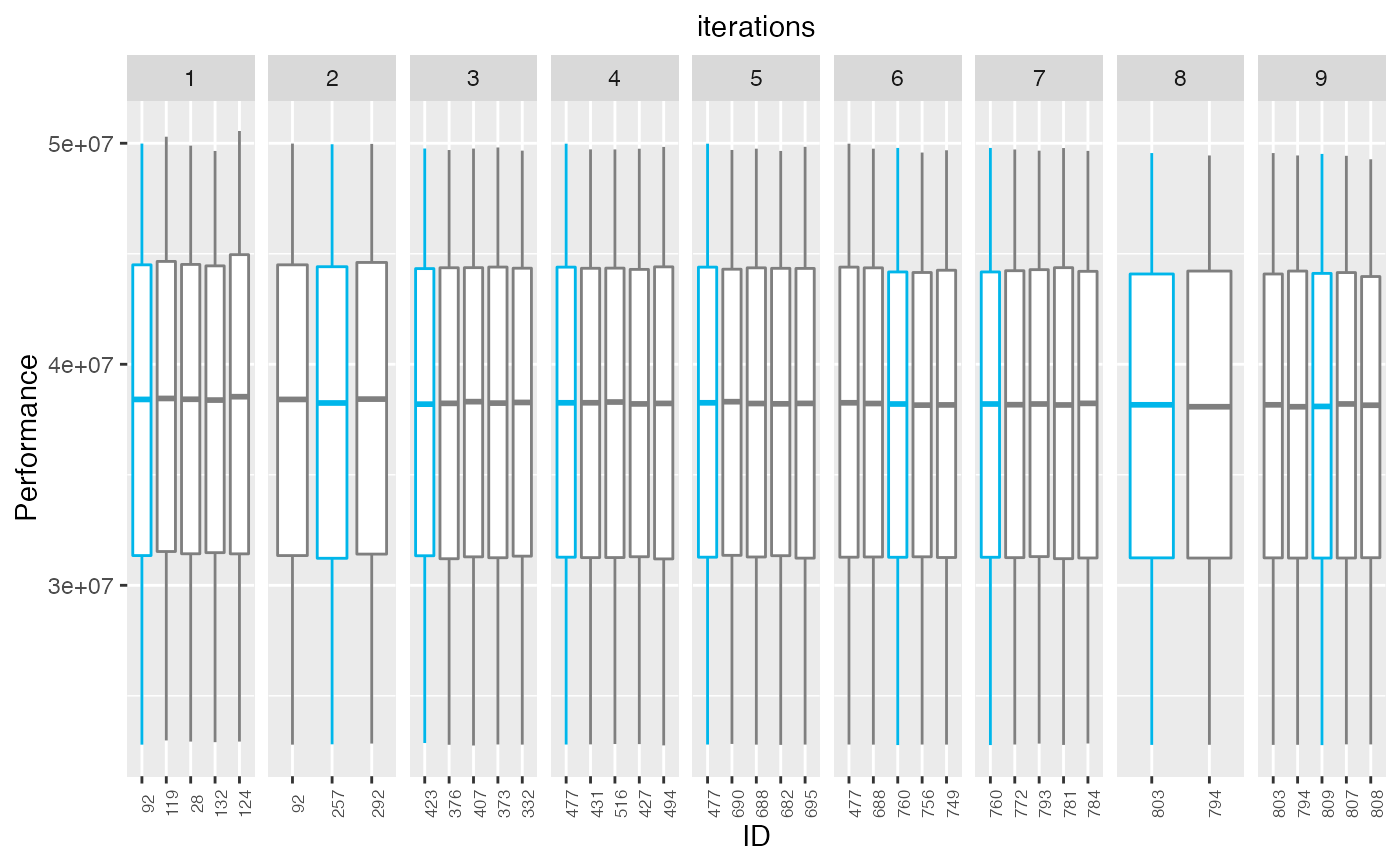 iterations
1 2 3 4 5 6 7 8 9
5e+07
4e+07
3e+07
Performance
92 119 28 132 124 92 257 292 423 376 407 373 332 477 431 516 427 494 477 690 688 682 695 477 688 760 756 749 760 772 793 781 784 803 794 803 794 809 807 808
ID